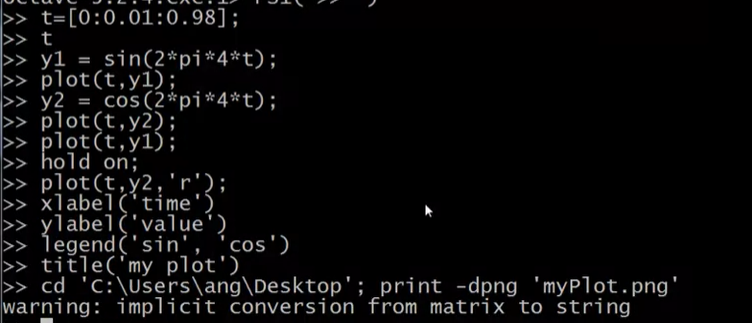 >> t=[0:0.01:0.98];
>> t
>> y1 = sin(2*pi*4*t);
>> plot(t,y1);
>> y2 = cos(2*pi*4*t);
>> plot(t,y2);
>> plot(t,y1);
>> hold on;
>> plot(t,y2,'r');
>> xlabel('time')
>> ylabel('value')
>> legend('sin', 'cos')
>> title('my plot')
>> cd 'C:\Users\ang\Desktop'; print -dpng 'myPlot.png'
warning: implicit conversion from matrix to string